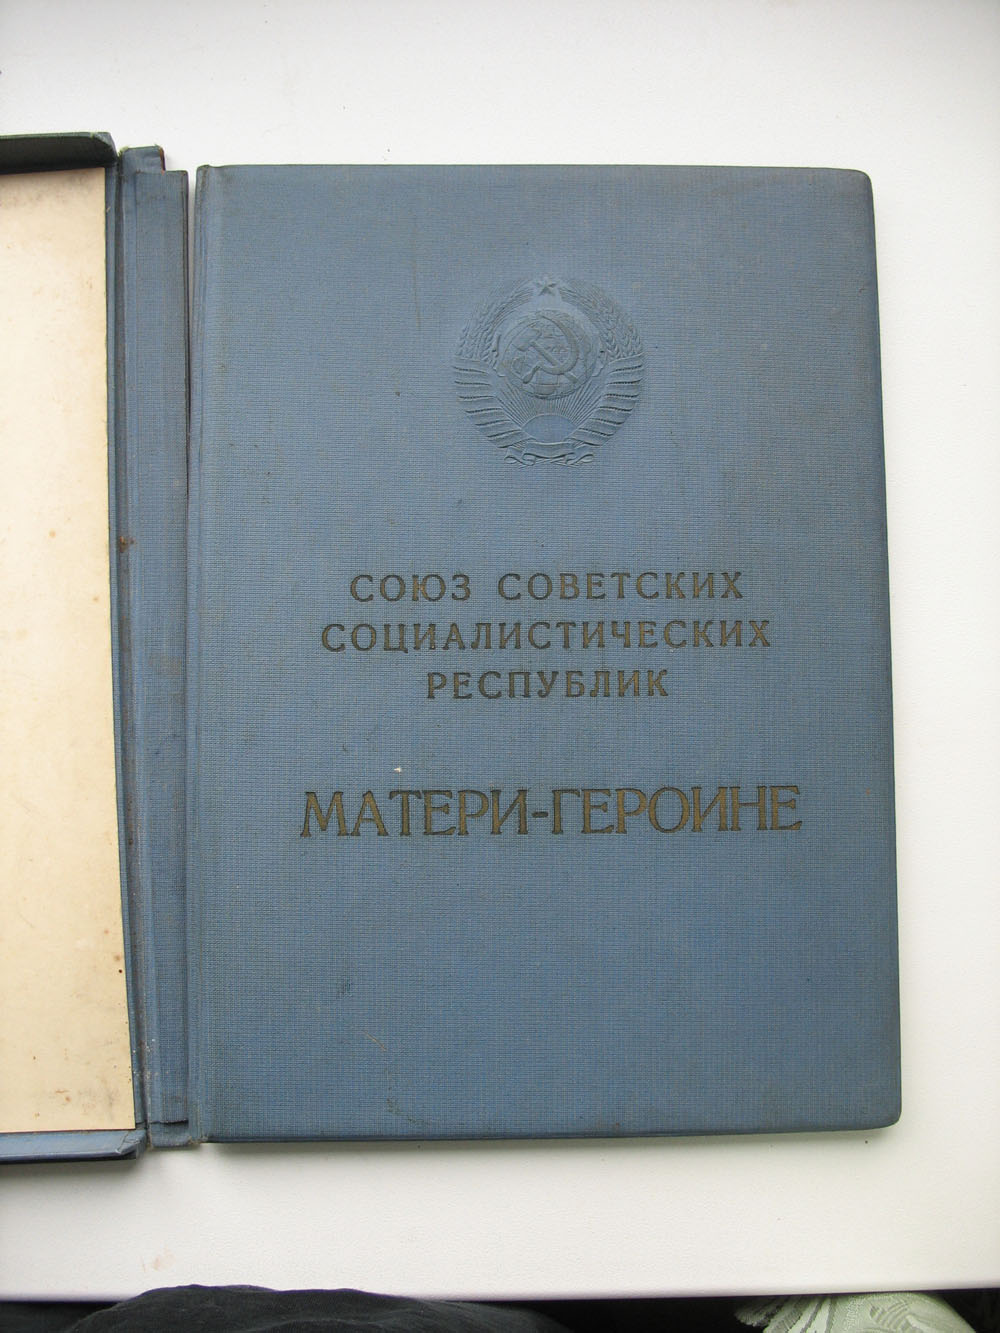 СОЮЗ СОВЕТСКИХ
СОЦИАЛИСТИЧЕСКИХ
РЕСПУБЛИК
МАТЕРИ-ГЕРОИНЕ